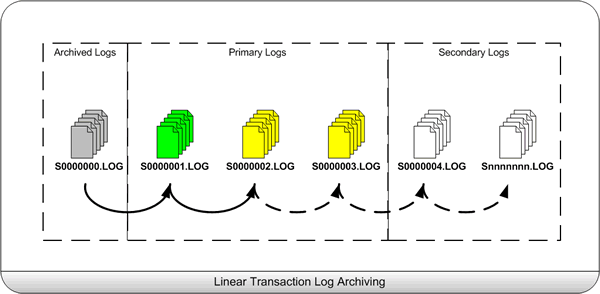 Archived Logs
Primary Logs
Secondary Logs
S0000000.LOG
S0000001.LOG
S0000002.LOG
S0000003.LOG
S0000004.LOG
Snnnnnnn.LOG
Linear Transaction Log Archiving